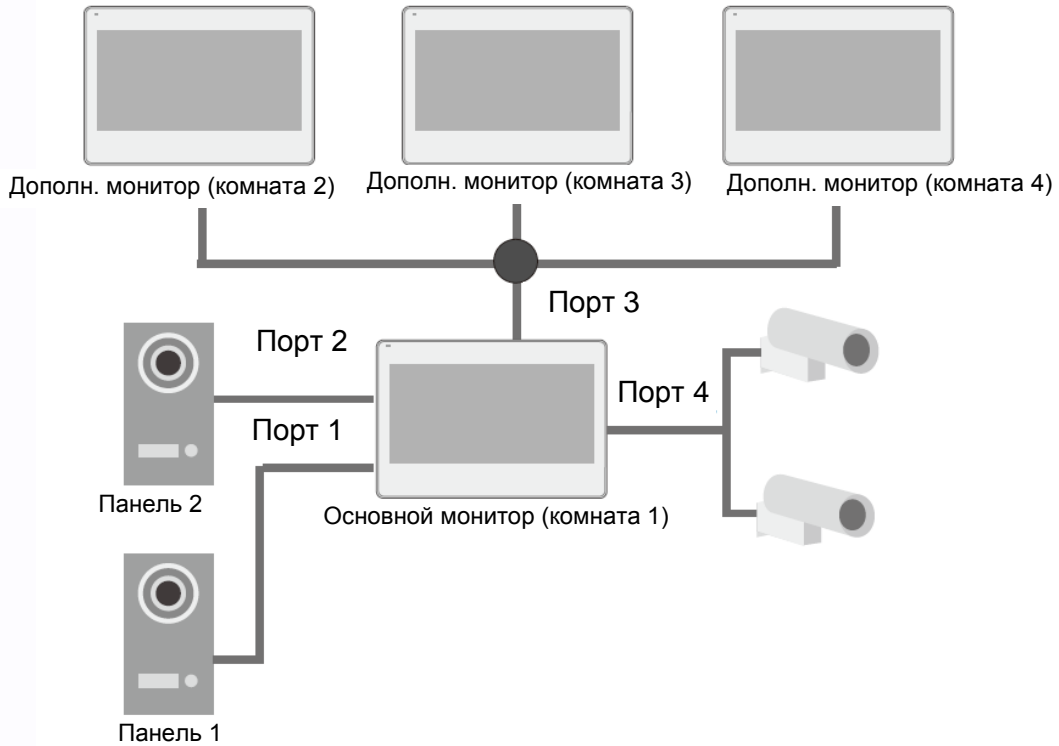 Дополн. монитор (комната 2)
Дополн. монитор (комната 3)
Дополн. монитор (комната 4)
Порт 3
Порт 2
Порт 4
Порт 1
Панель 2
Основной монитор (комната 1)
Панель 1